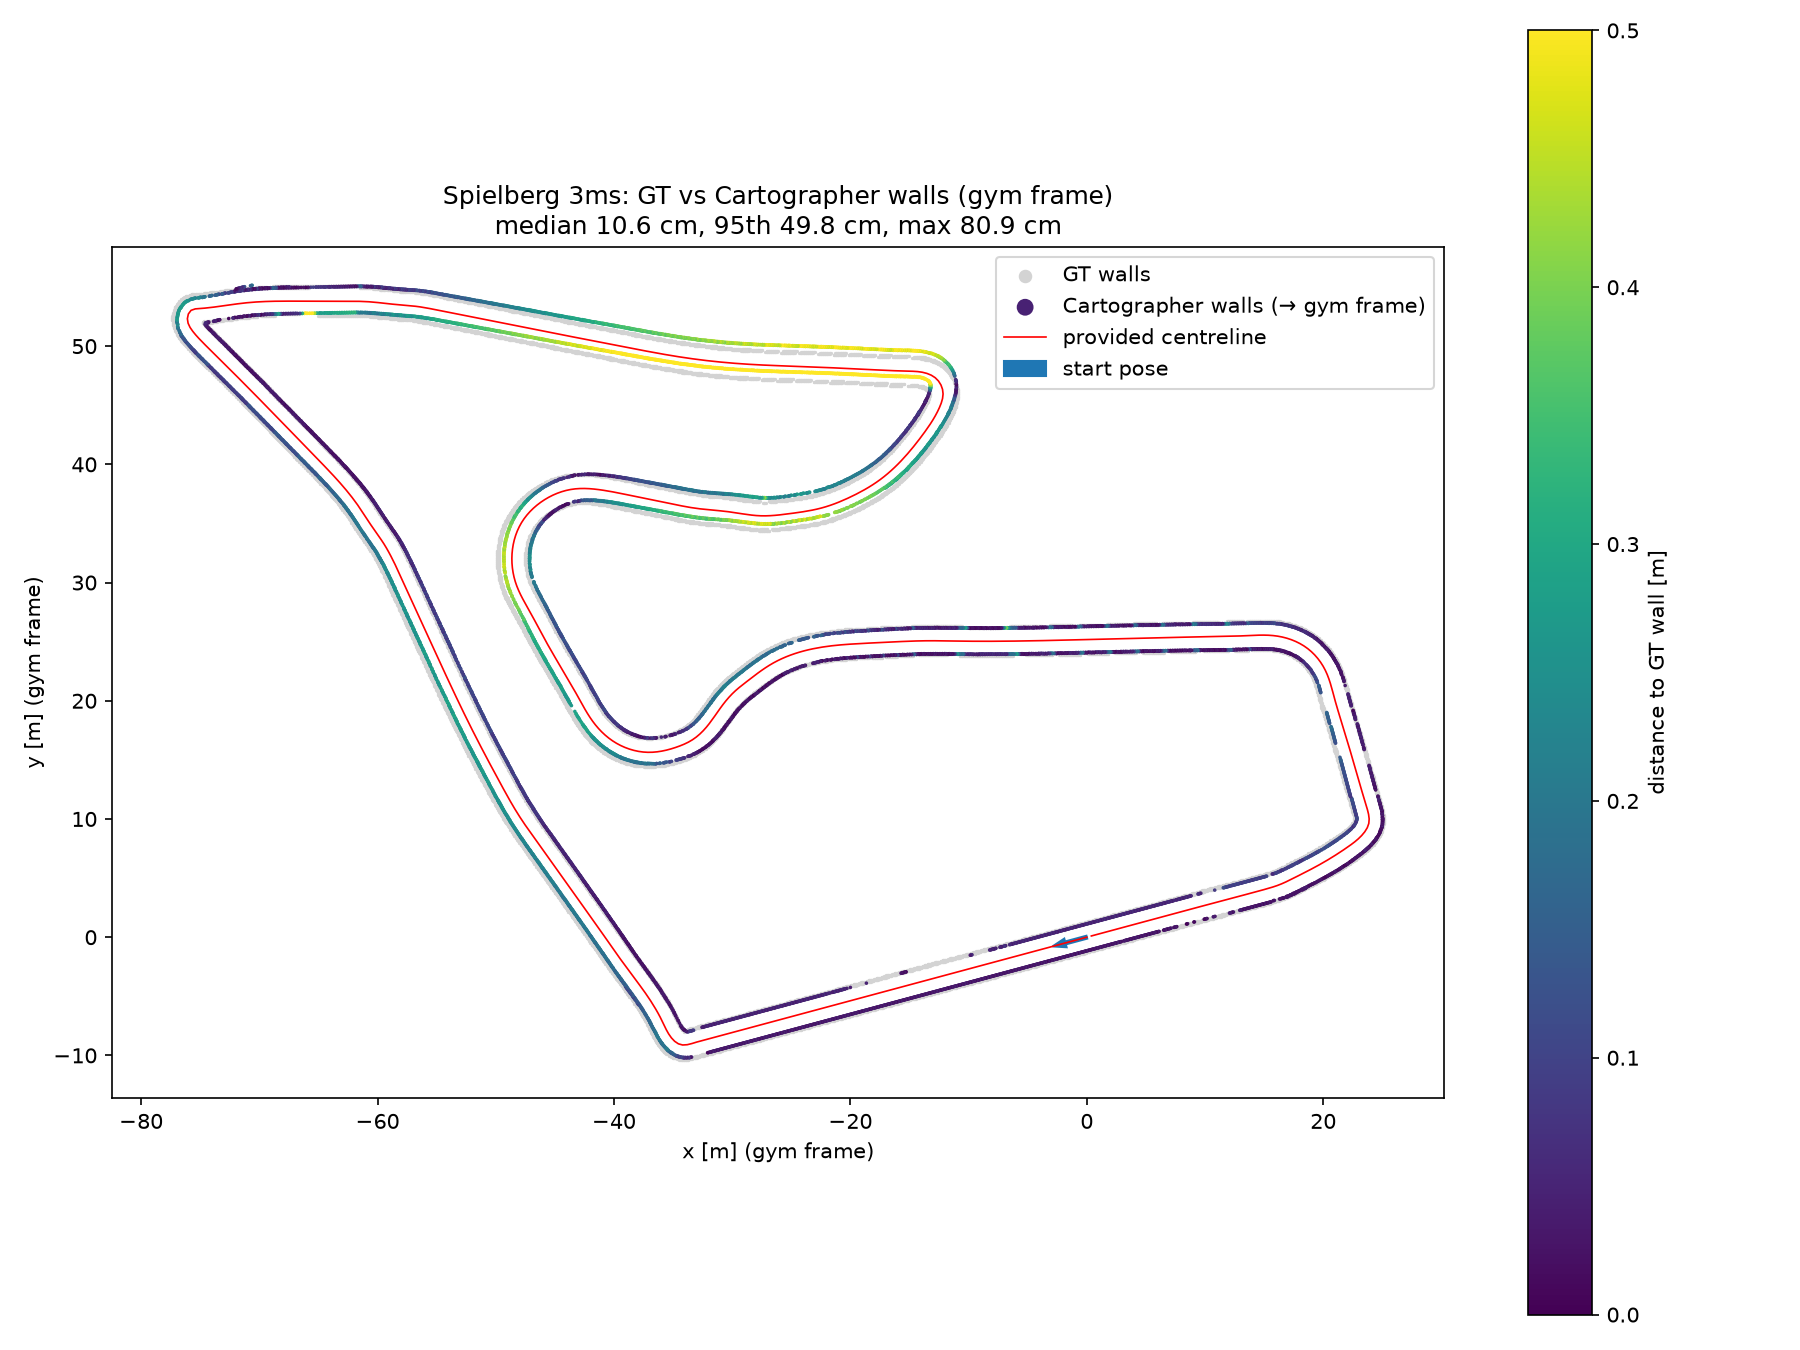 Spielberg 3ms: GT vs Cartographer walls (gym frame)
median 10.6 cm, 95th 49.8 cm, max 80.9 cm
GT walls
Cartographer walls (→ gym frame)
provided centreline
start pose
50
40
30
20
10
0
−10
y [m] (gym frame)
−80
−60
−40
−20
0
20
x [m] (gym frame)
0.5
0.4
0.3
0.2
0.1
0.0
distance to GT wall [m]